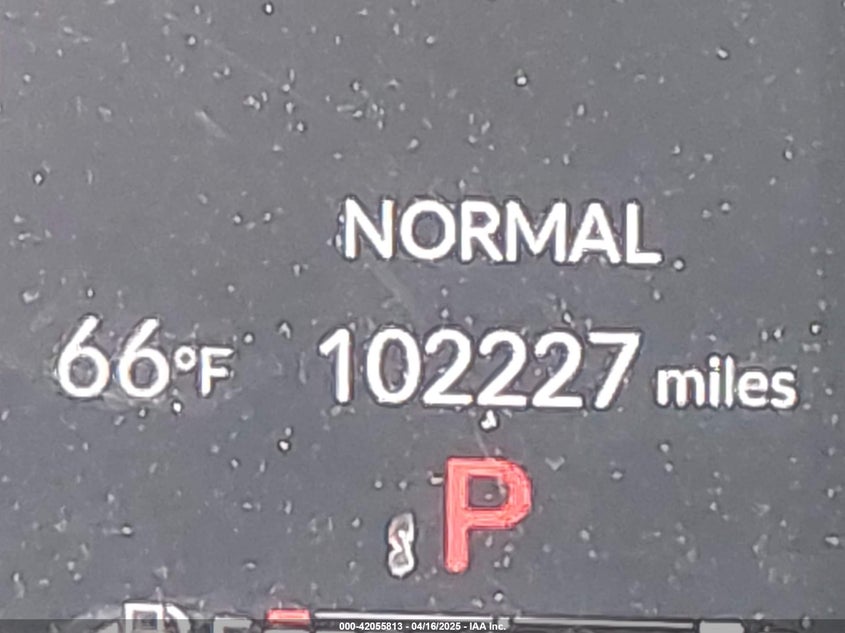 NORMAL
66°F 102227 miles
P
000-42055813 - 04/16/2025 - IAA Inc.